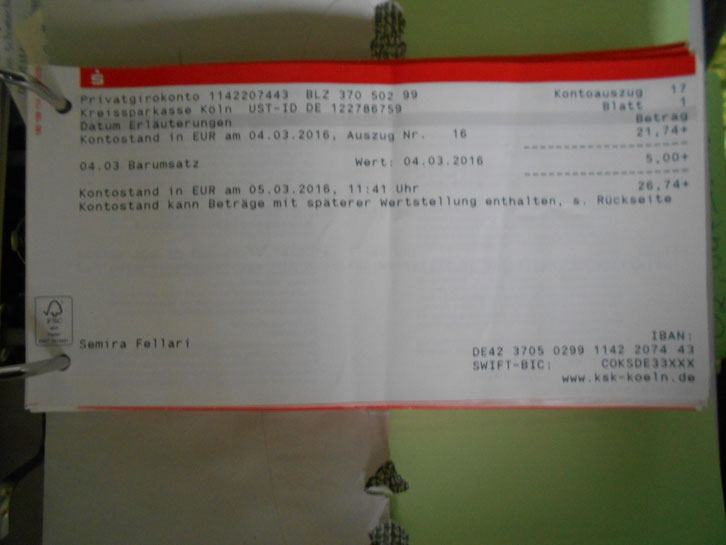 Privatgirokonto 1142207443 BLZ 370 502 99 Kontoauszug 17
Kreissparkasse Köln UST-ID DE 122786759 Blatt 1
Datum Erläuterungen Betrag
Kontostand in EUR am 04.03.2016, Auszug Nr. 16 21,74+
04.03 Barumsatz Wert: 04.03.2016 5,00+
Kontostand in EUR am 05.03.2016, 11:41 Uhr 26,74+
Kontostand kann Beträge mit späterer Wertstellung enthalten, s. Rückseite
FSC
Semira Fellari
IBAN:
DE42 3705 0299 1142 2074 43
SWIFT-BIC: COKSDE33XXX
www.ksk-koeln.de